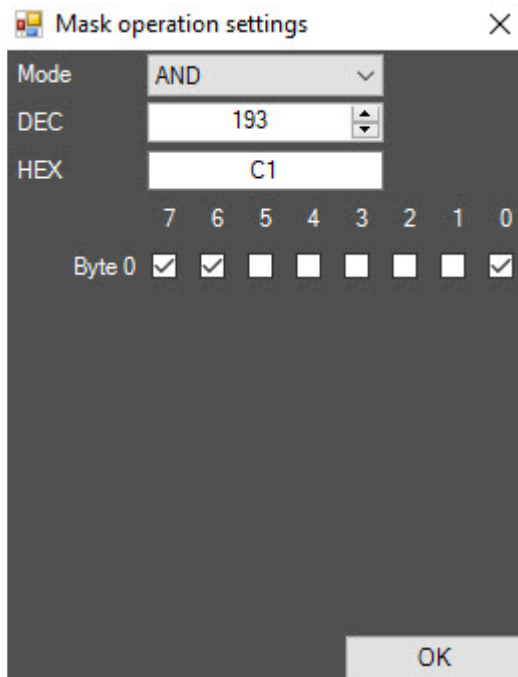 Mask operation settings
Mode AND
DEC 193
HEX C1
7 6 5 4 3 2 1 0
Byte 0
OK